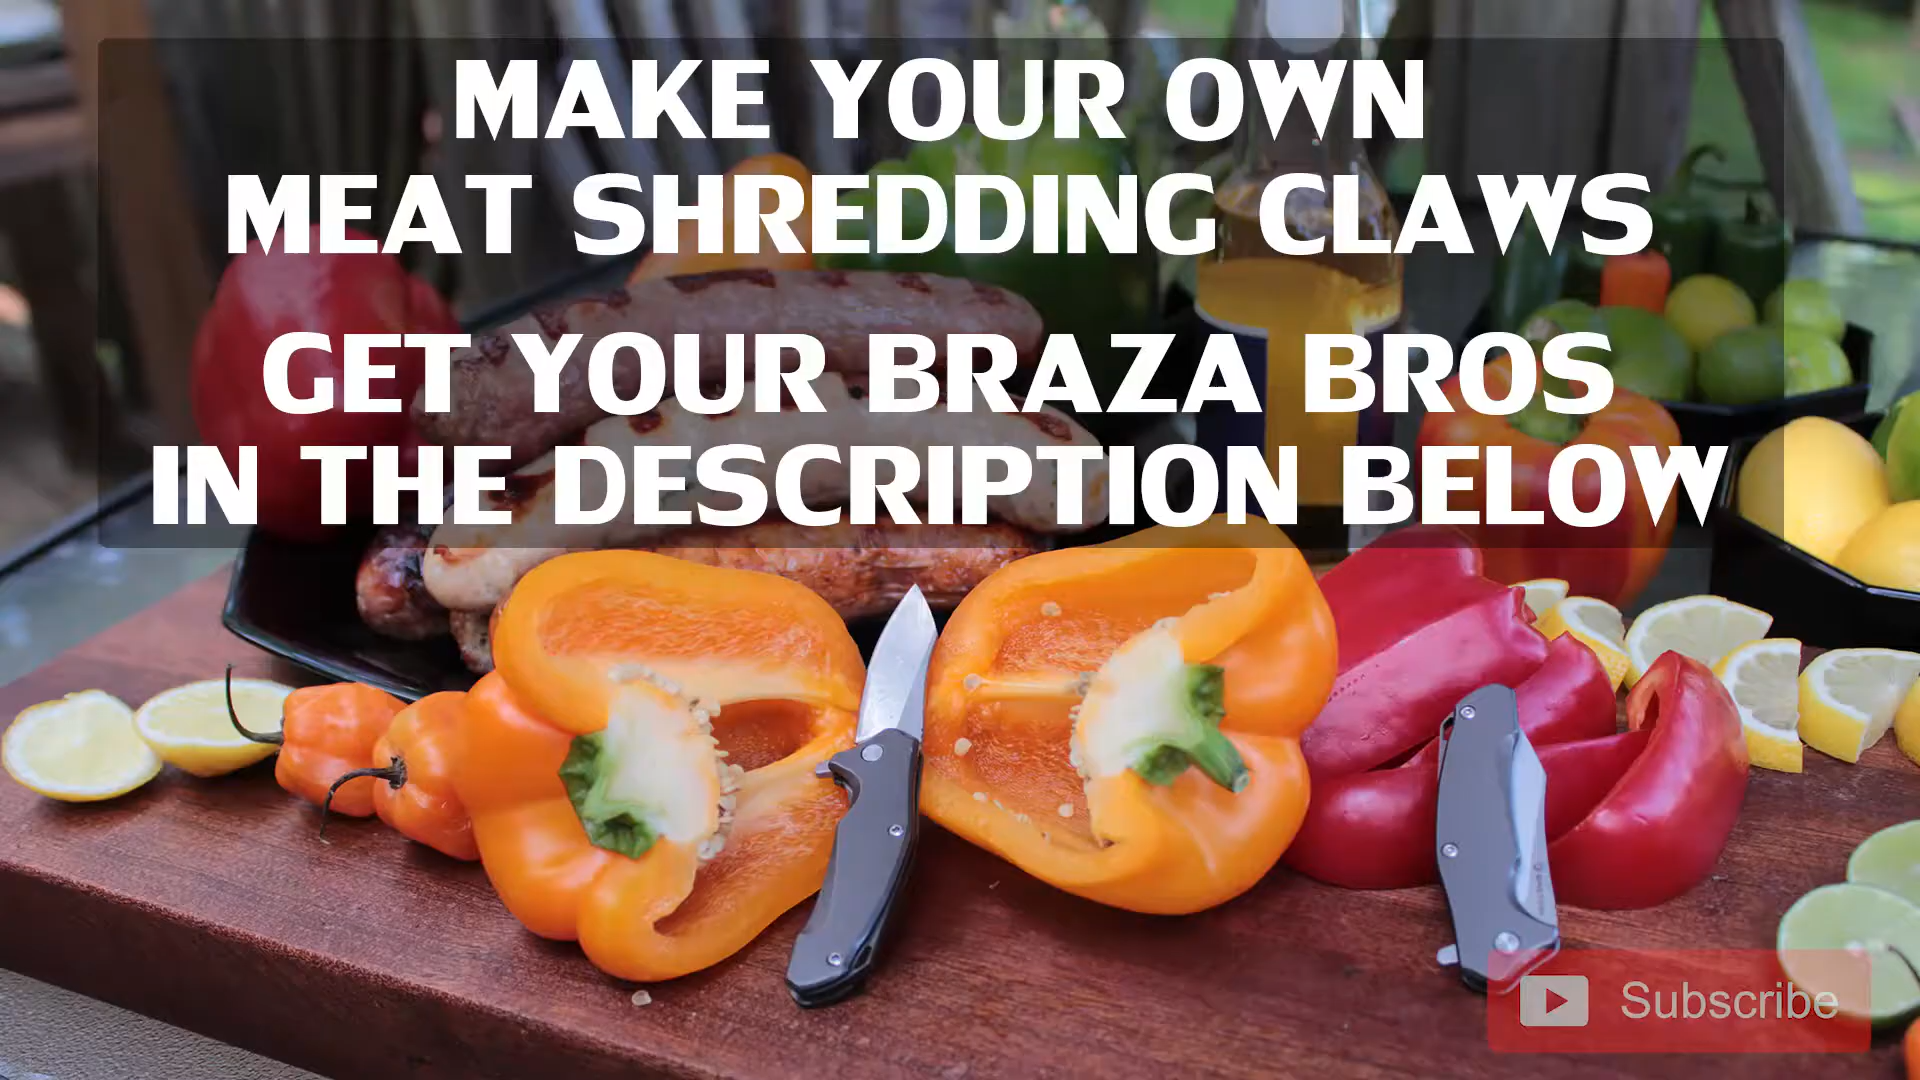 MAKE YOUR OWN
MEAT SHREDDING CLAWS
GET YOUR BRAZA BROS
IN THE DESCRIPTION BELOW
Subscribe